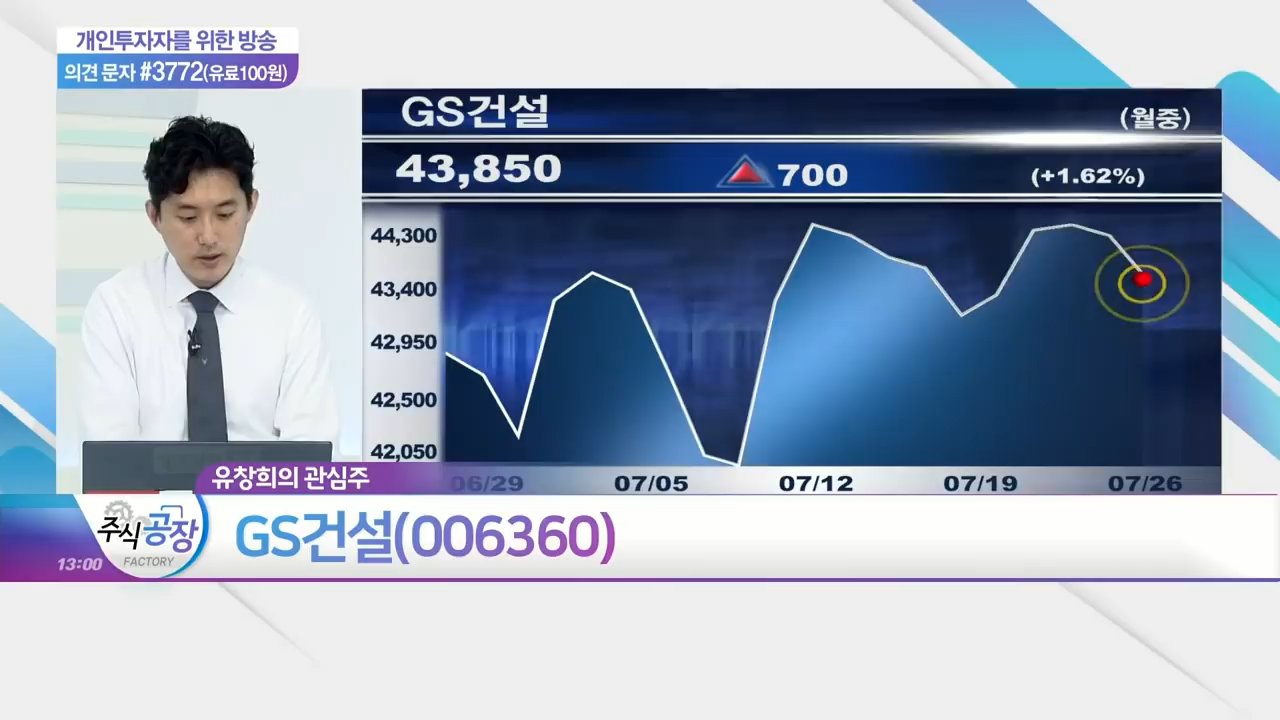 개인투자자를 위한 방송
의견 문자 #3772(유료100원)
GS건설
(월중)
43,850
700
(+1.62%)
44,300
43,400
42,950
42,500
42,050
06/29
07/05
07/12
07/19
07/26
유창희의 관심주
주식공장
FACTORY
13:00
GS건설(006360)